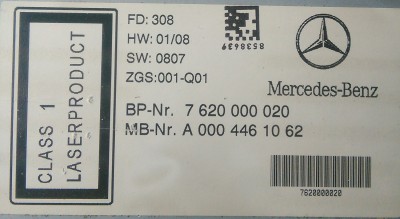 CLASS 1
LASERPRODUCT
FD: 308
HW: 01/08
SW: 0807
ZGS:001-Q01
8538639
Mercedes-Benz
BP-Nr. 7 620 000 020
MB-Nr. A 000 446 10 62
7620000020